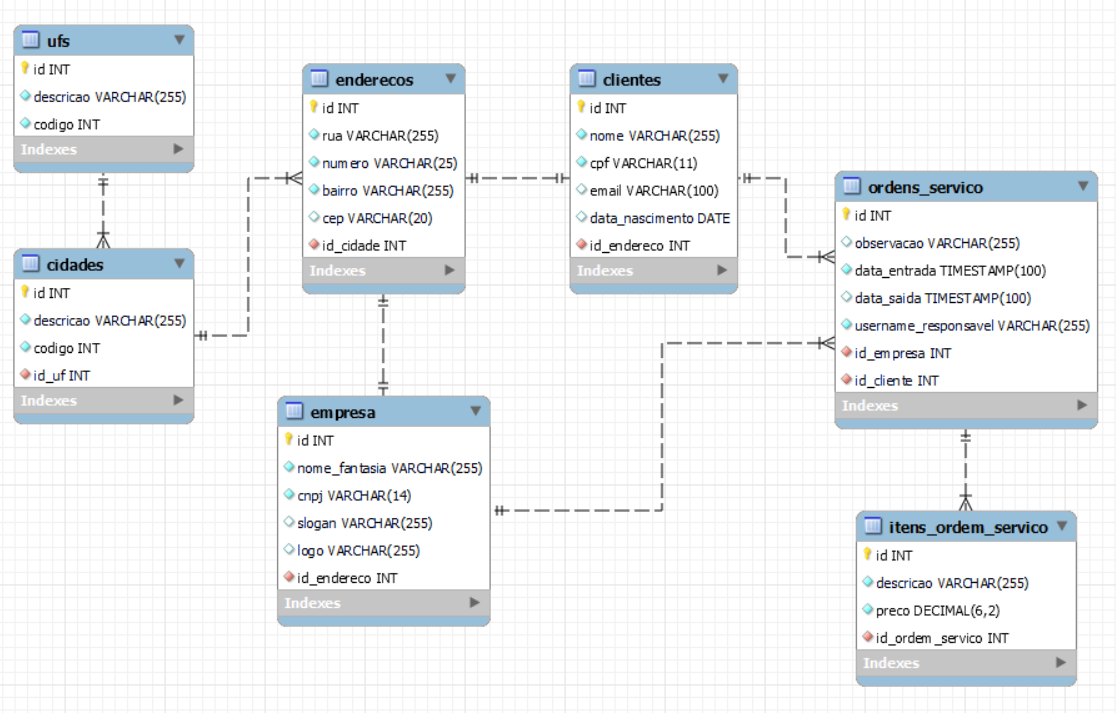 ufs
id INT
descricao VARCHAR(255)
codigo INT
Indexes
cidades
id INT
descricao VARCHAR(255)
codigo INT
id_uf INT
Indexes
enderecos
id INT
rua VARCHAR(255)
numero VARCHAR(25)
bairro VARCHAR(255)
cep VARCHAR(20)
id_cidade INT
Indexes
empresa
id INT
nome_fantasia VARCHAR(255)
cnpj VARCHAR(14)
slogan VARCHAR(255)
logo VARCHAR(255)
id_endereco INT
Indexes
clientes
id INT
nome VARCHAR(255)
cpf VARCHAR(11)
email VARCHAR(100)
data_nascimento DATE
id_endereco INT
Indexes
ordens_servico
id INT
observacao VARCHAR(255)
data_entrada TIMESTAMP(100)
data_saida TIMESTAMP(100)
username_responsavel VARCHAR(255)
id_empresa INT
id_cliente INT
Indexes
itens_ordem_servico
id INT
descricao VARCHAR(255)
preco DECIMAL(6,2)
id_ordem_servico INT
Indexes